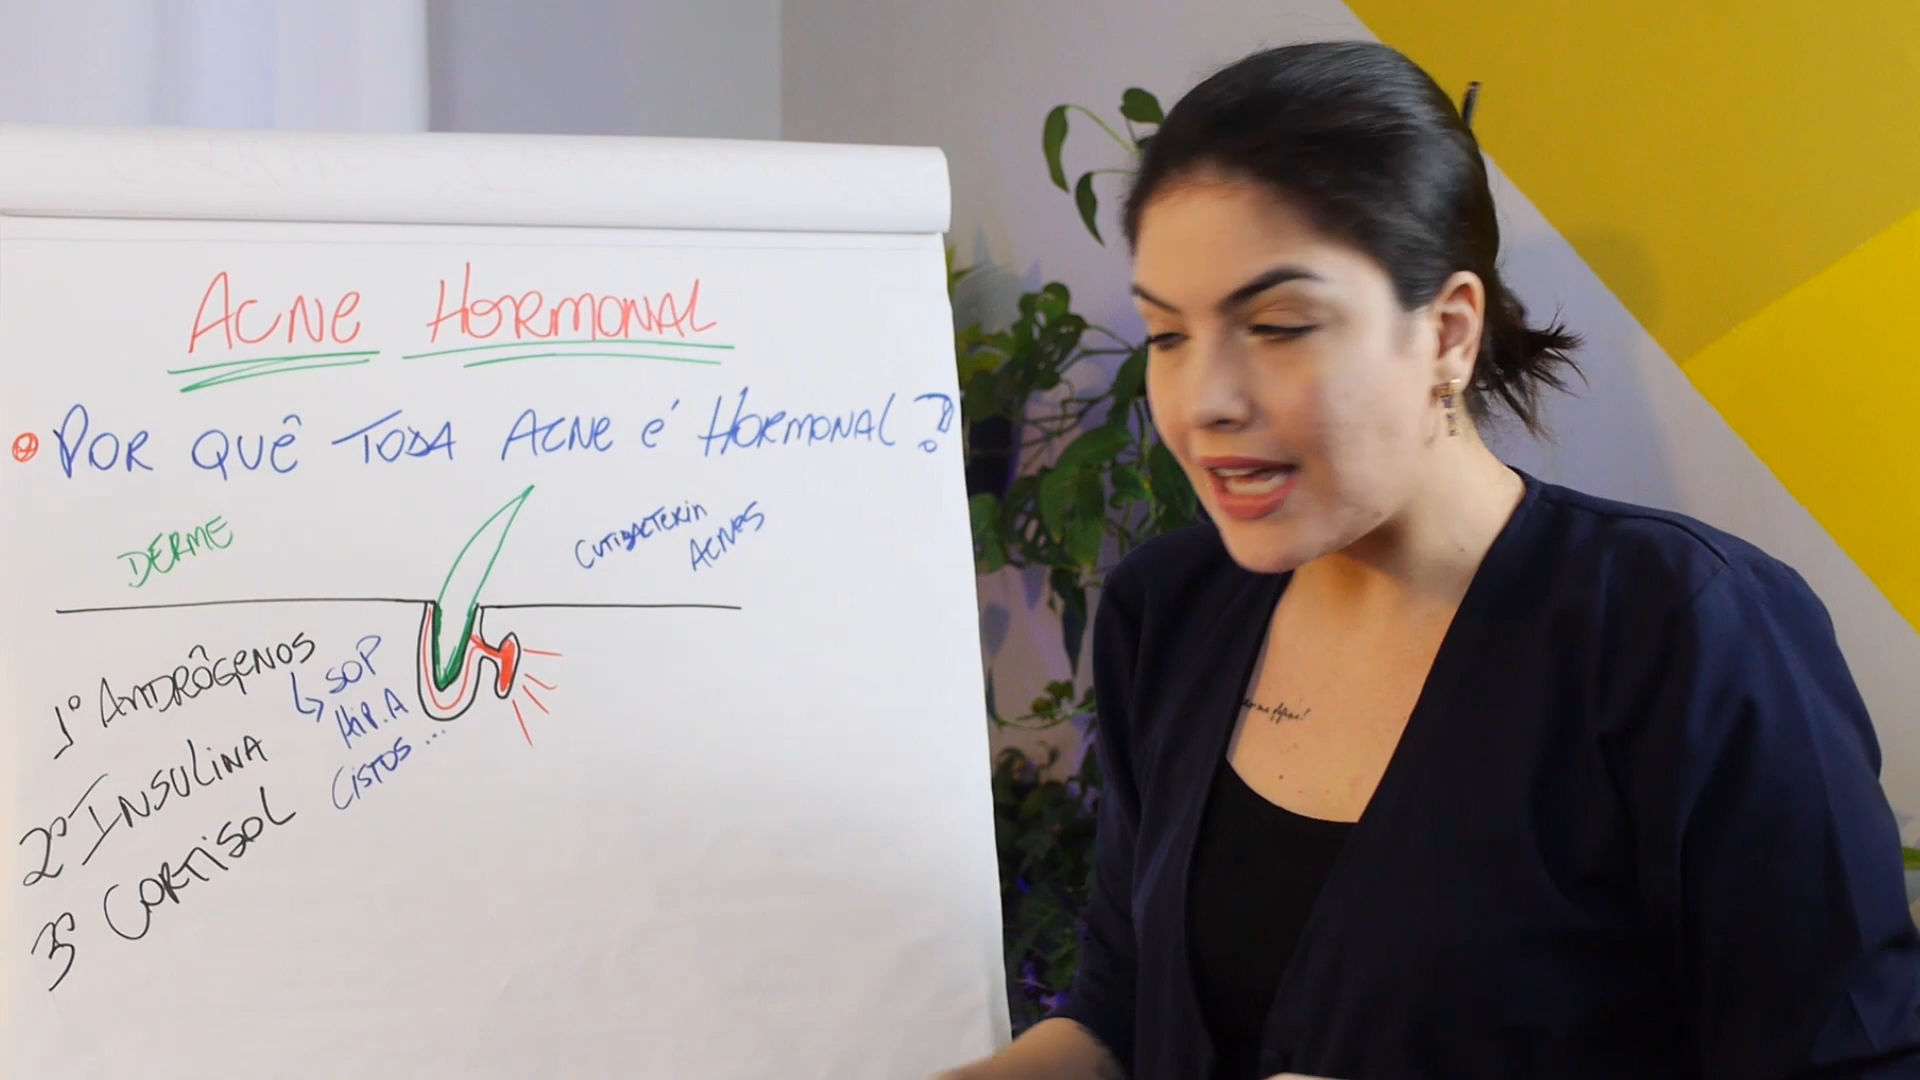 ACNE HORMONAL
POR QUÊ TODA ACNE É HORMONAL?
DERME
CUTIBACTERIN
ACNES
1º ANDRÔGENOS
↳ SOP
HIP. A
CISTOS...
2º INSULINA
3º CORTISOL